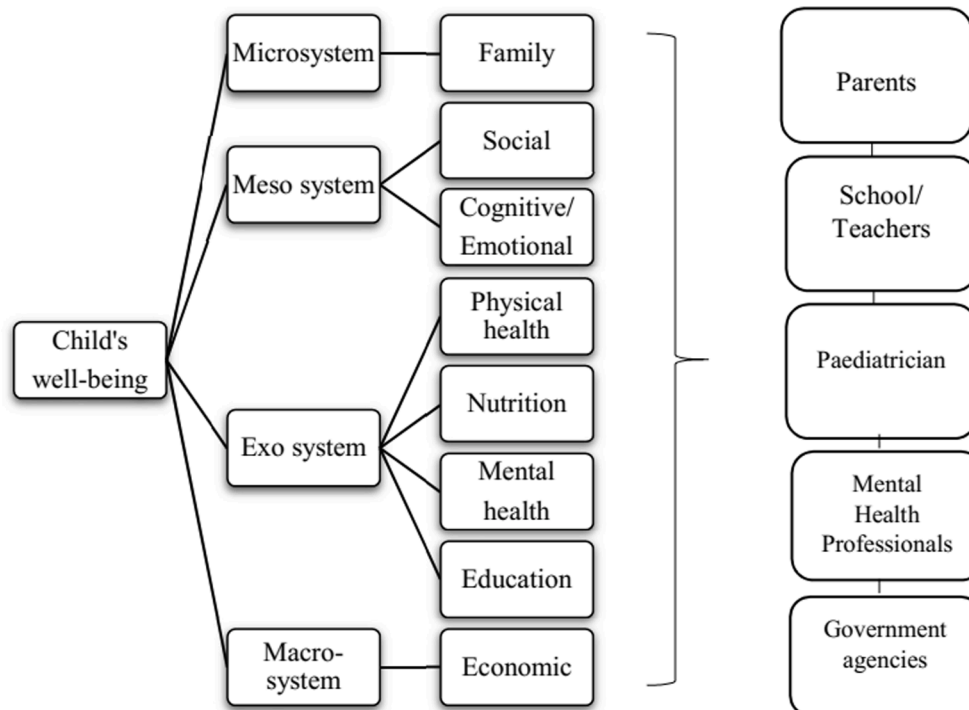 Child's
well-being
Microsystem
Meso system
Exo system
Macro-
system
Family
Social
Cognitive/
Emotional
Physical
health
Nutrition
Mental
health
Education
Economic
Parents
School/
Teachers
Paediatrician
Mental
Health
Professionals
Government
agencies